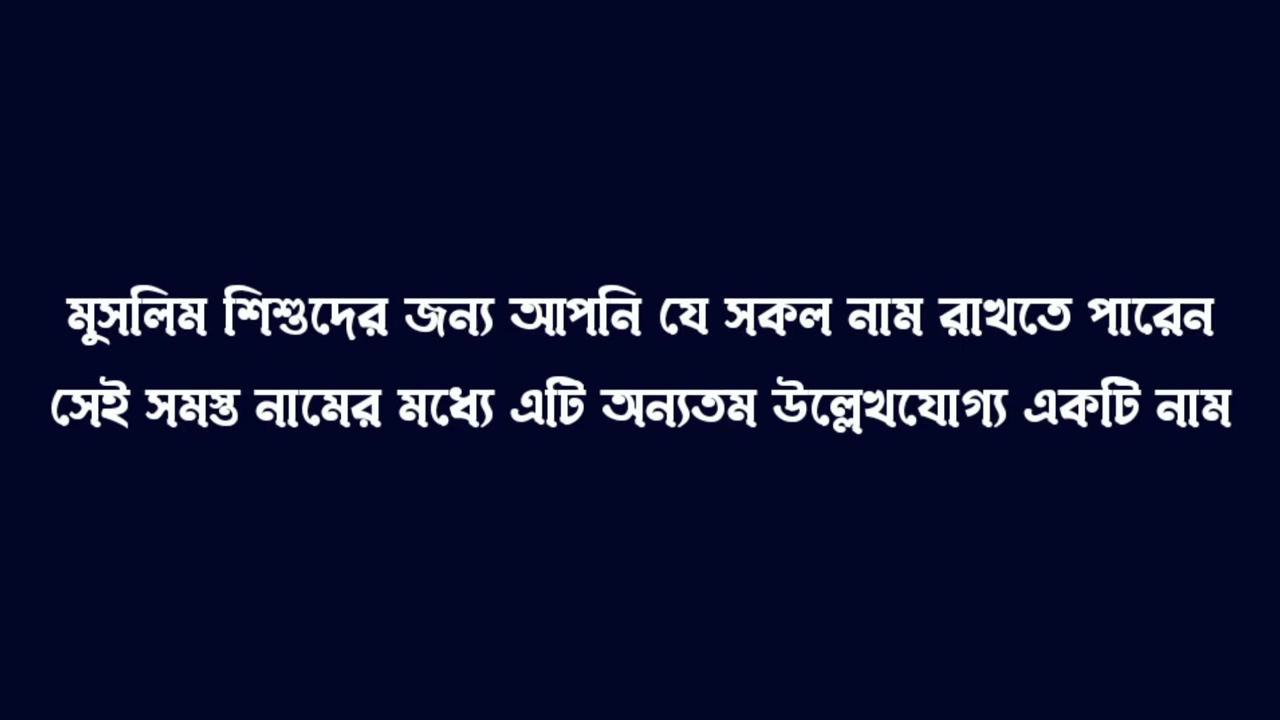 মুসলিম শিশুদের জন্য আপনি যে সকল নাম রাখতে পারেন
সেই সমস্ত নামের মধ্যে এটি অন্যতম উল্লেখযোগ্য একটি নাম